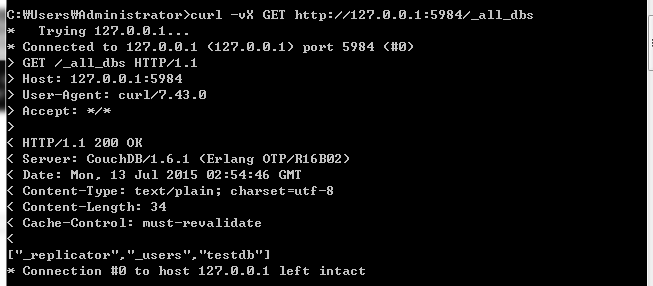 C:₩Users₩Administrator>curl -vX GET http://127.0.0.1:5984/_all_dbs
*   Trying 127.0.0.1...
* Connected to 127.0.0.1 (127.0.0.1) port 5984 (#0)
> GET /_all_dbs HTTP/1.1
> Host: 127.0.0.1:5984
> User-Agent: curl/7.43.0
> Accept: */*
>
< HTTP/1.1 200 OK
< Server: CouchDB/1.6.1 (Erlang OTP/R16B02)
< Date: Mon, 13 Jul 2015 02:54:46 GMT
< Content-Type: text/plain; charset=utf-8
< Content-Length: 34
< Cache-Control: must-revalidate
<
["_replicator","_users","testdb"]
* Connection #0 to host 127.0.0.1 left intact